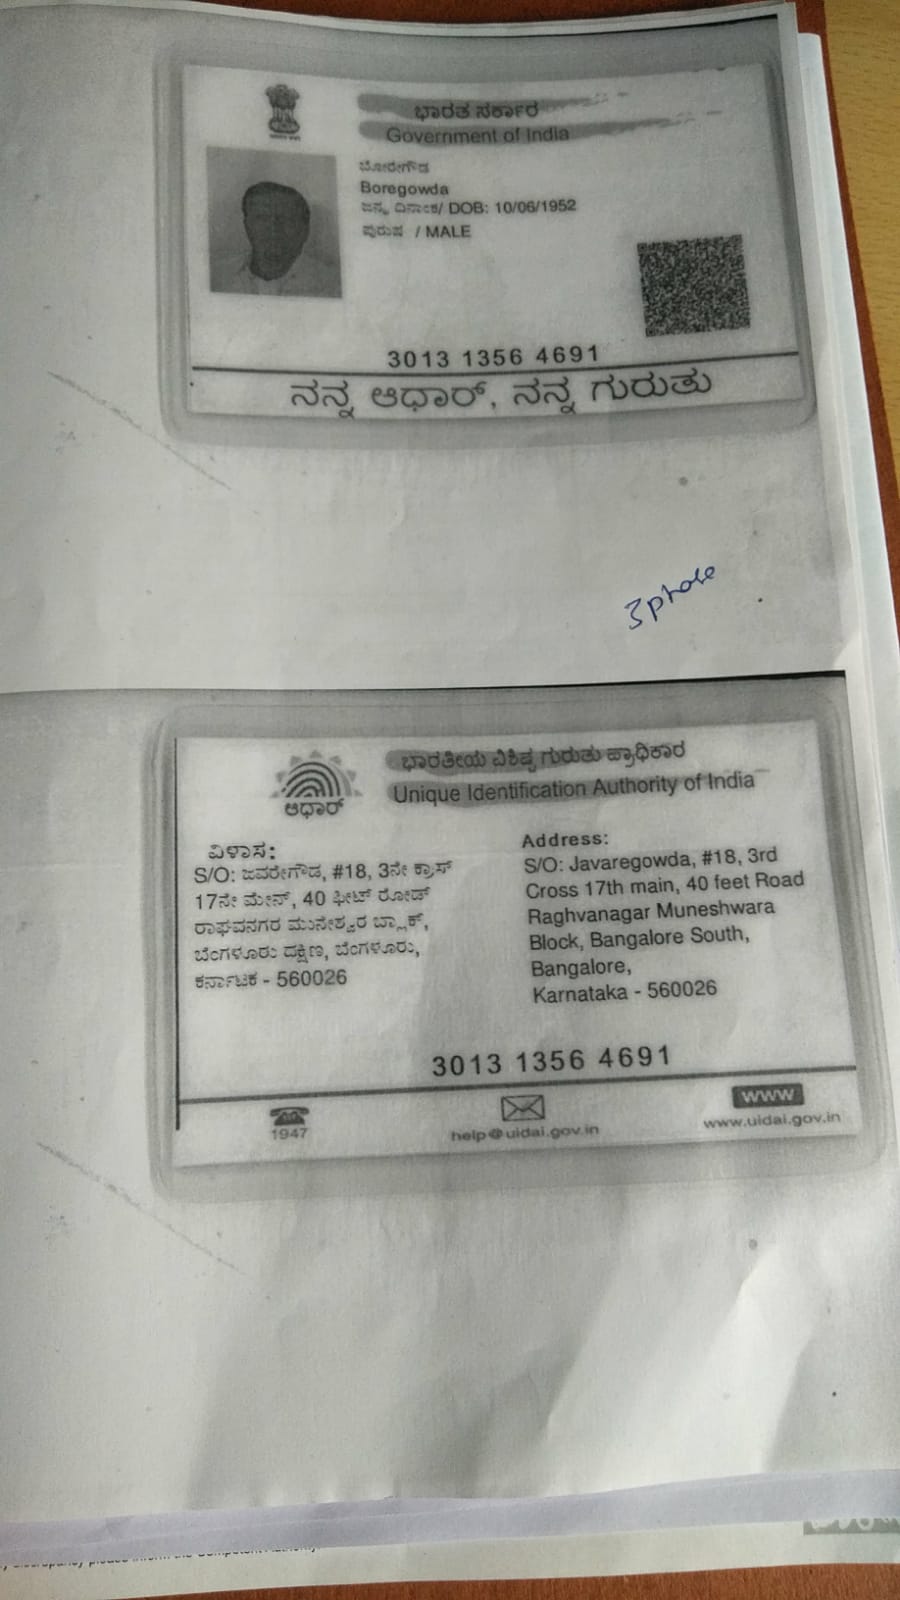 ಭಾರತ ಸರ್ಕಾರ
Government of India
ಬೋರೇಗೌಡ
Boregowda
ಜನ್ಮ ದಿನಾಂಕ/ DOB: 10/06/1952
ಪುರುಷ / MALE
3013 1356 4691
ನನ್ನ ಆಧಾರ್, ನನ್ನ ಗುರುತು
3 phase
ಭಾರತೀಯ ವಿಶಿಷ್ಟ ಗುರುತು ಪ್ರಾಧಿಕಾರ
Unique Identification Authority of India
ಆಧಾರ್
ವಿಳಾಸ:
S/O: ಜವರೇಗೌಡ, #18, 3ನೇ ಕ್ರಾಸ್
17ನೇ ಮೇನ್, 40 ಫೀಟ್ ರೋಡ್
ರಾಘವನಗರ ಮುನೇಶ್ವರ ಬ್ಲಾಕ್,
ಬೆಂಗಳೂರು ದಕ್ಷಿಣ, ಬೆಂಗಳೂರು,
ಕರ್ನಾಟಕ - 560026
Address:
S/O: Javaregowda, #18, 3rd
Cross 17th main, 40 feet Road
Raghvanagar Muneshwara
Block, Bangalore South,
Bangalore,
Karnataka - 560026
3013 1356 4691
1947
help@uidai.gov.in
WWW
www.uidai.gov.in